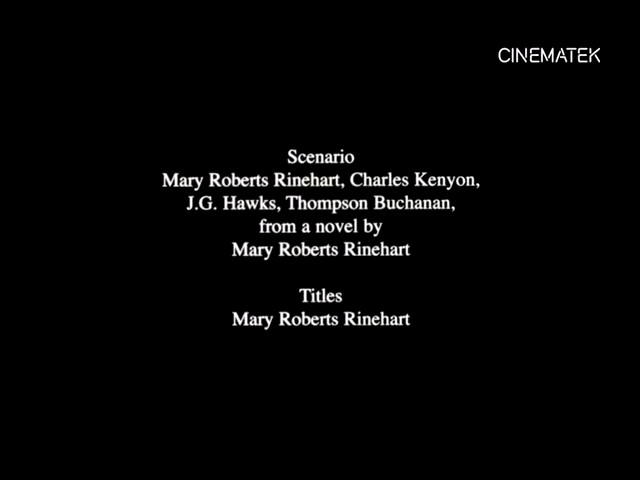 CINEMATEK
Scenario
Mary Roberts Rinehart, Charles Kenyon,
J.G. Hawks, Thompson Buchanan,
from a novel by
Mary Roberts Rinehart
Titles
Mary Roberts Rinehart